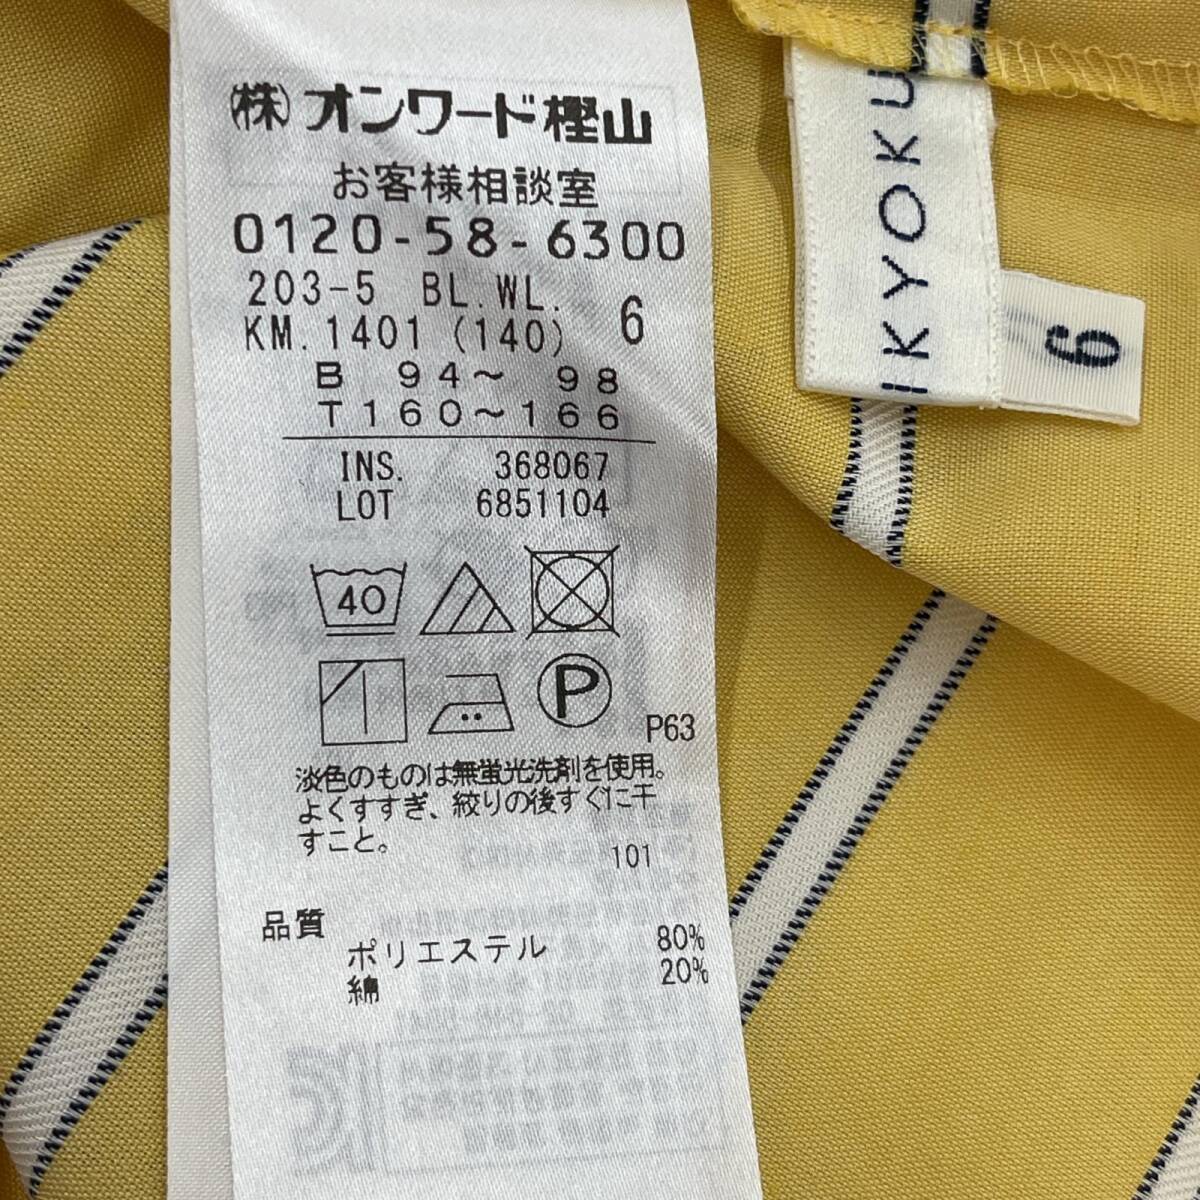 (株)オンワード樫山
お客様相談室
0120-58-6300
203-5 BL.WL. 6
KM.1401 (140)
B 94～ 98
T160～166
INS. 368067
LOT 6851104
40
P
P63
淡色のものは無蛍光洗剤を使用。
よくすすぎ、絞りの後すぐに干
すこと。
101
品質
ポリエステル 80%
綿 20%
IKYOKU
6